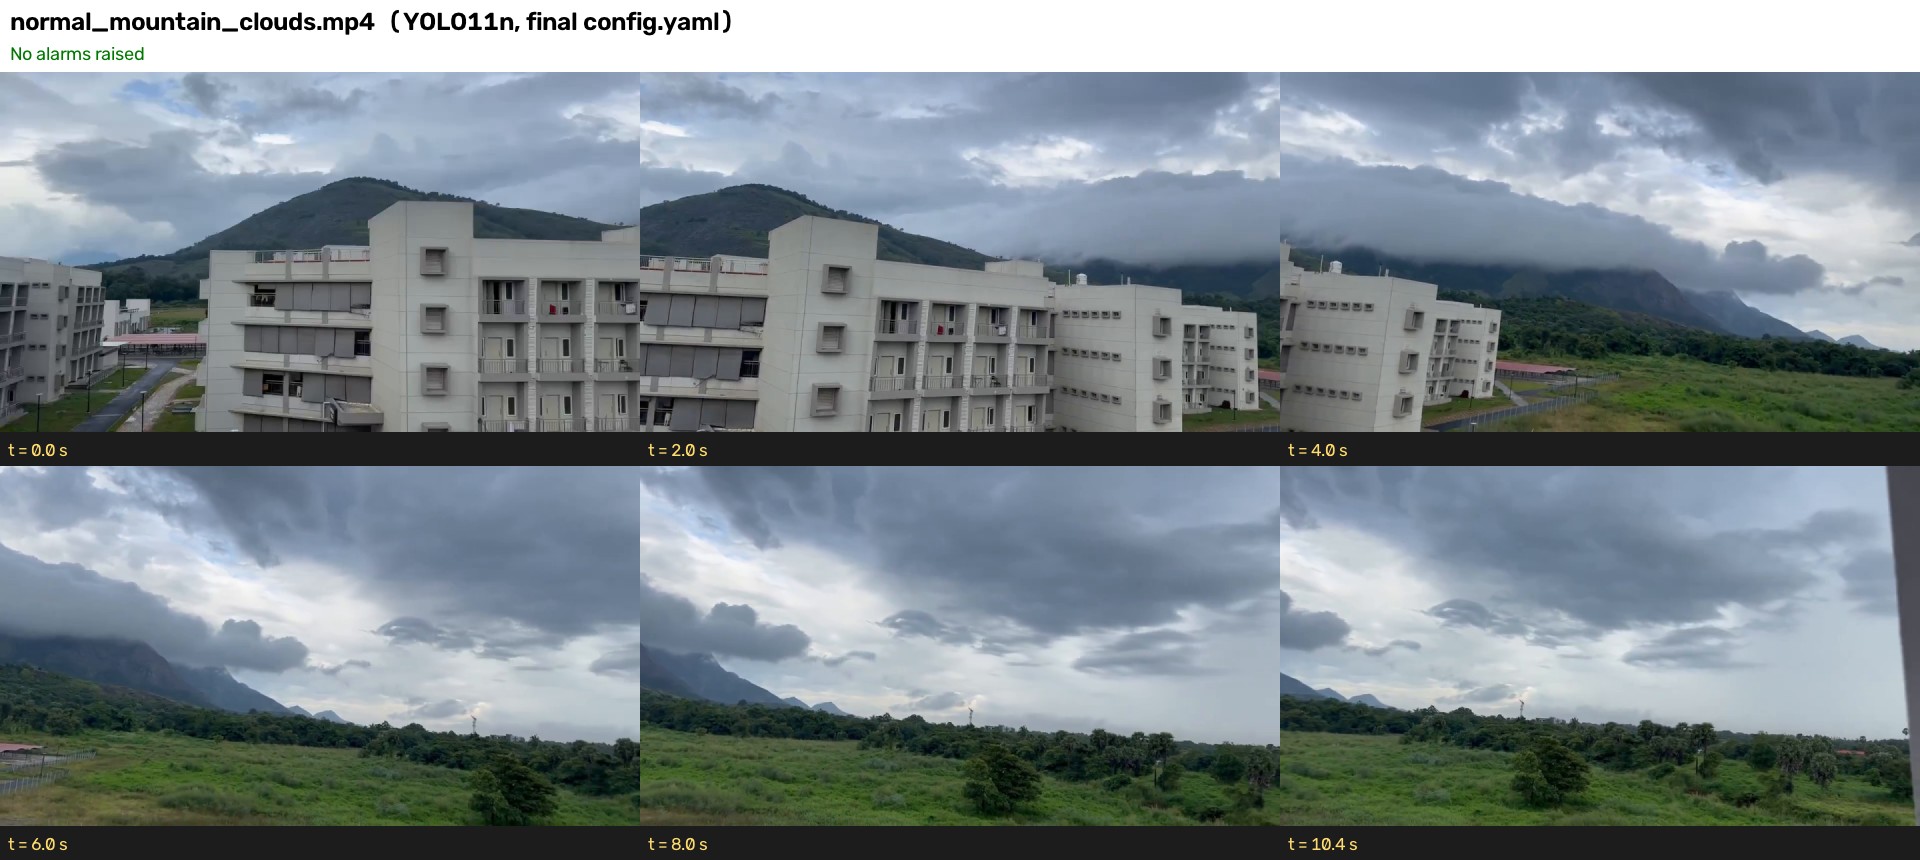 normal_mountain_clouds.mp4 (YOLO11n, final config.yaml)
No alarms raised
t = 0.0 s
t = 2.0 s
t = 4.0 s
t = 6.0 s
t = 8.0 s
t = 10.4 s